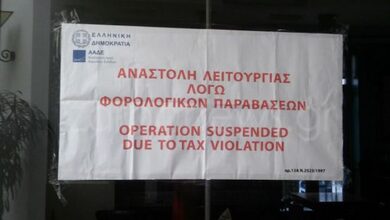 ΕΛΛΗΝΙΚΗ
ΔΗΜΟΚΡΑΤΙΑ
ΑΑΔΕ
ΑΝΑΣΤΟΛΗ ΛΕΙΤΟΥΡΓΙΑΣ
ΛΟΓΩ
ΦΟΡΟΛΟΓΙΚΩΝ ΠΑΡΑΒΑΣΕΩΝ
OPERATION SUSPENDED
DUE TO TAX VIOLATION